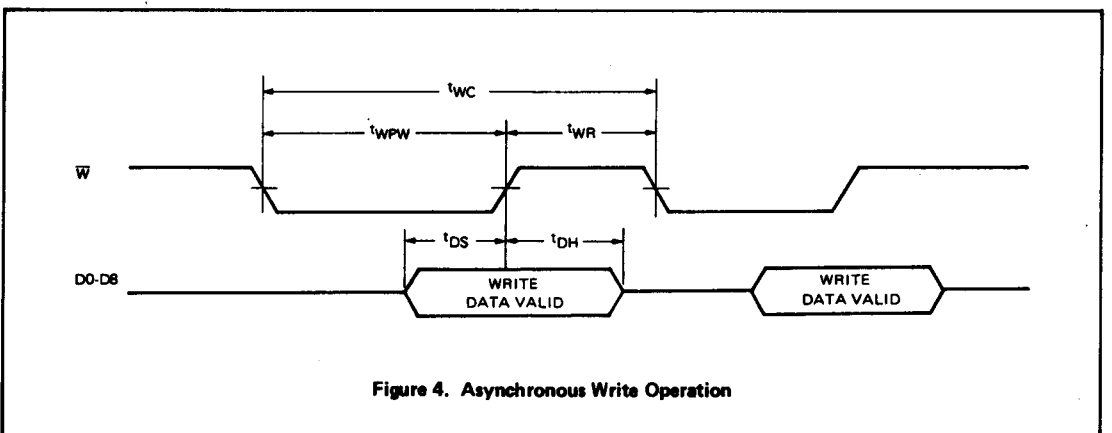 tWC
tWPW
tWR
W
tDS
tDH
D0-D8
WRITE
DATA VALID
WRITE
DATA VALID
Figure 4. Asynchronous Write Operation